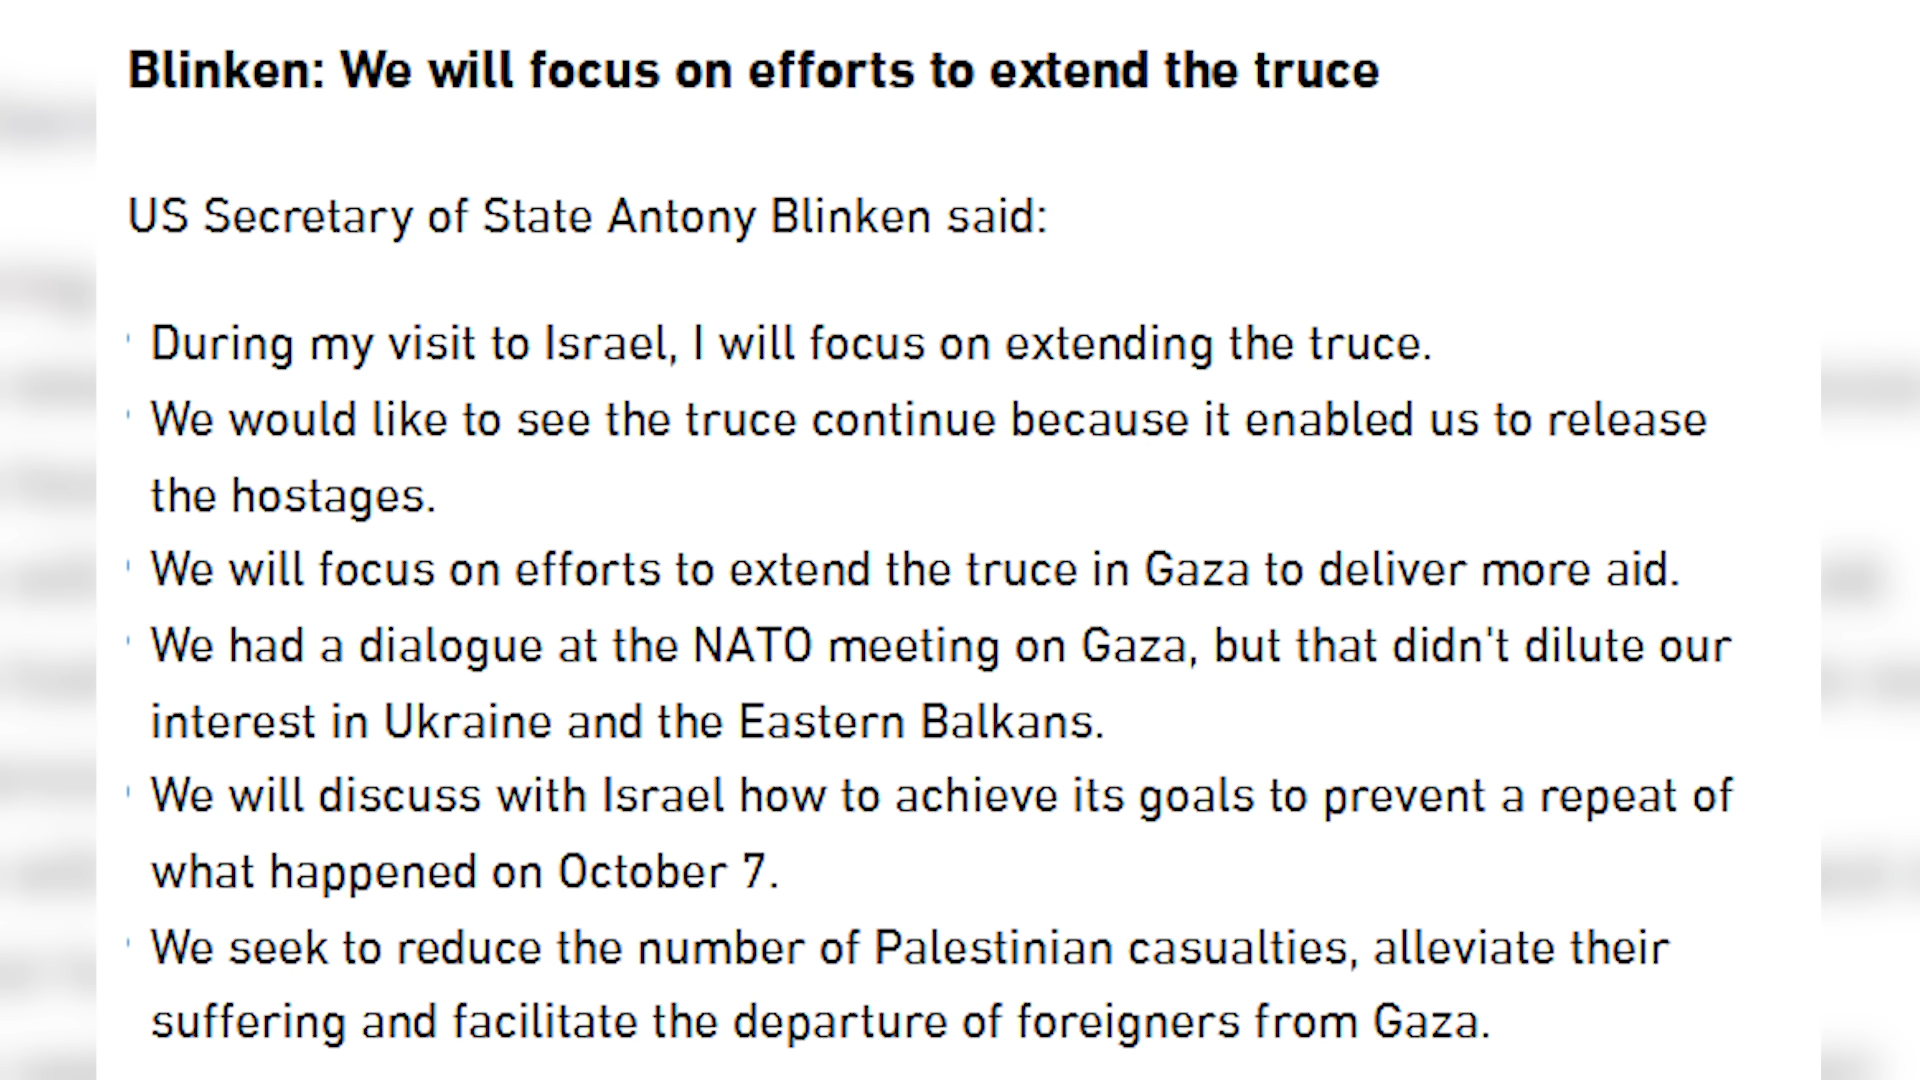 Blinken: We will focus on efforts to extend the truce
US Secretary of State Antony Blinken said:
During my visit to Israel, I will focus on extending the truce.
We would like to see the truce continue because it enabled us to release
the hostages.
We will focus on efforts to extend the truce in Gaza to deliver more aid.
We had a dialogue at the NATO meeting on Gaza, but that didn't dilute our
interest in Ukraine and the Eastern Balkans.
We will discuss with Israel how to achieve its goals to prevent a repeat of
what happened on October 7.
We seek to reduce the number of Palestinian casualties, alleviate their
suffering and facilitate the departure of foreigners from Gaza.